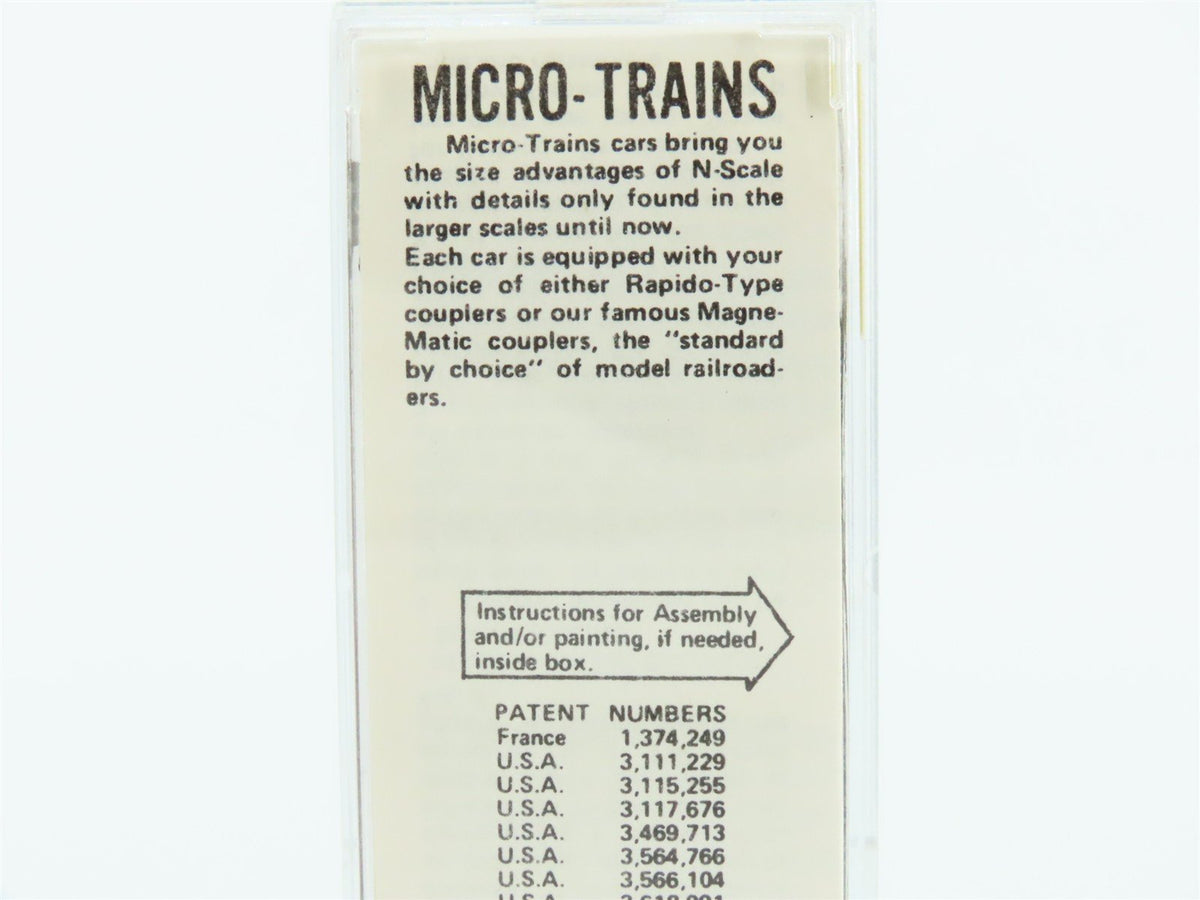 MICRO-TRAINS
Micro-Trains cars bring you
the size advantages of N-Scale
with details only found in the
larger scales until now.
Each car is equipped with your
choice of either Rapido-Type
couplers or our famous Magne-
Matic couplers, the "standard
by choice" of model railroad-
ers.
Instructions for Assembly
and/or painting, if needed,
inside box.
PATENT NUMBERS
France 1,374,249
U.S.A. 3,111,229
U.S.A. 3,115,255
U.S.A. 3,117,676
U.S.A. 3,469,713
U.S.A. 3,564,766
U.S.A. 3,566,104
U.S.A.